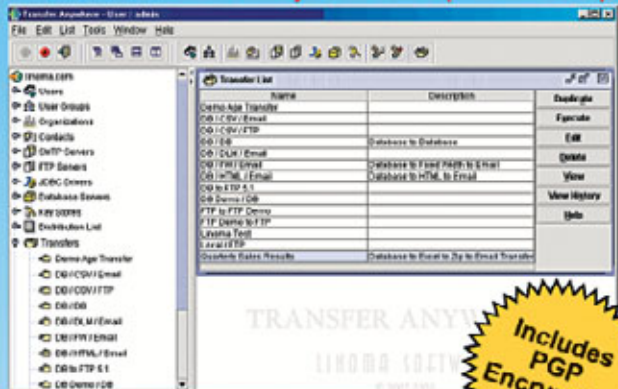 Transfer Anywhere - User : admin
File Edit List Tools Window Help
linoma.com
Users
User Groups
Organizations
Contacts
SMTP Servers
FTP Servers
JDBC Drivers
Database Servers
Key Stores
Distribution List
Transfers
Demo Age Transfer
DB / CSV / Email
DB / CSV / FTP
DB / DB
DB / DLM / Email
DB / FW / Email
DB / HTML / Email
DB to FTP 5.1
DB Demo / DB
Transfer List
Name Description
Demo Age Transfer
DB / CSV / Email
DB / CSV / FTP
DB / DB Database to Database
DB / DLM / Email
DB / FW / Email Database to Fixed Width to Email
DB / HTML / Email Database to HTML to Email
DB to FTP 5.1
DB Demo / DB
FTP to FTP Demo
FTP Demo to FTP
Linoma Test
Local / FTP
Quarterly Sales Results Database to Excel to Zip to Email Transfer
Duplicate
Execute
Edit
Delete
View
View History
Help
TRANSFER ANYW
LINOMA SOFTW
Includes
PGP